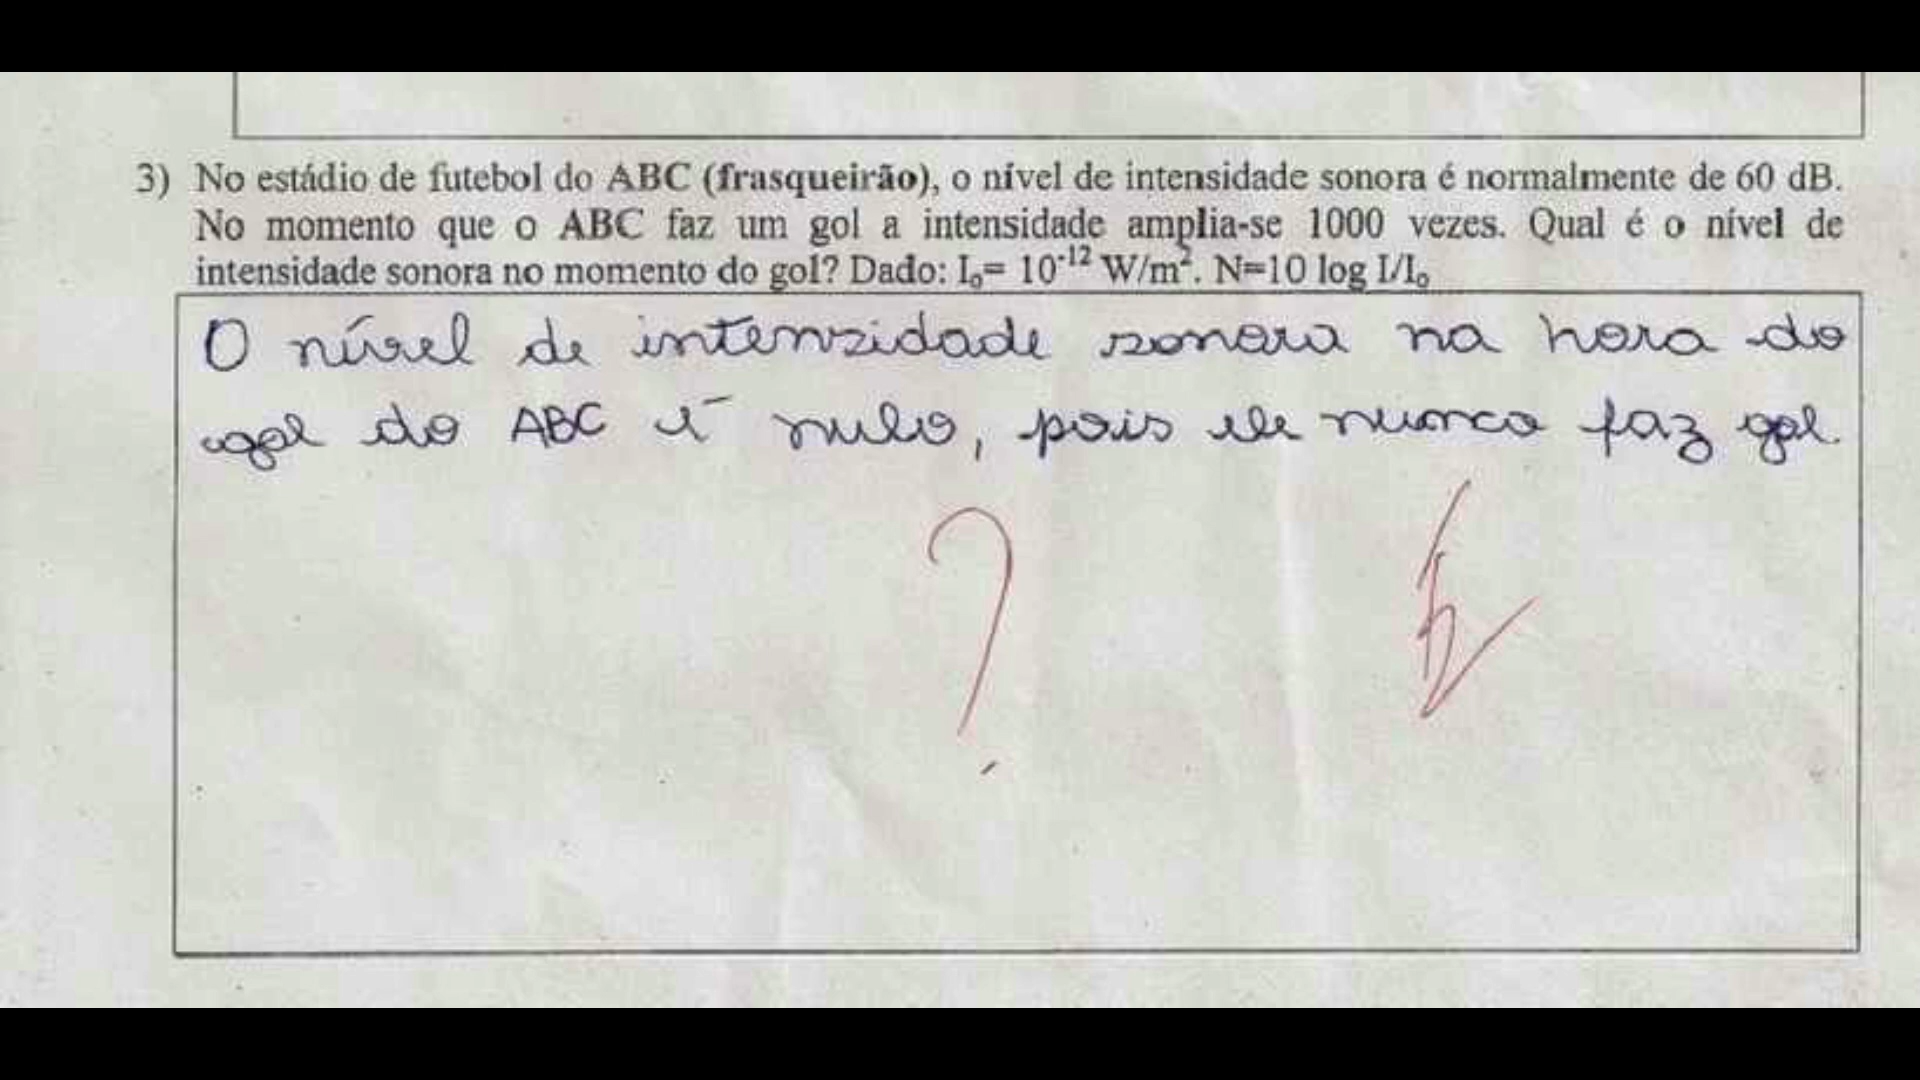 3) No estádio de futebol do ABC (frasqueirão), o nível de intensidade sonora é normalmente de 60 dB.
No momento que o ABC faz um gol a intensidade amplia-se 1000 vezes. Qual é o nível de
intensidade sonora no momento do gol? Dado: I₀= 10⁻¹² W/m². N=10 log I/I₀
O nível de intenzidade sonora na hora do
gol do ABC é nulo, pois ele nunca faz gol.
?